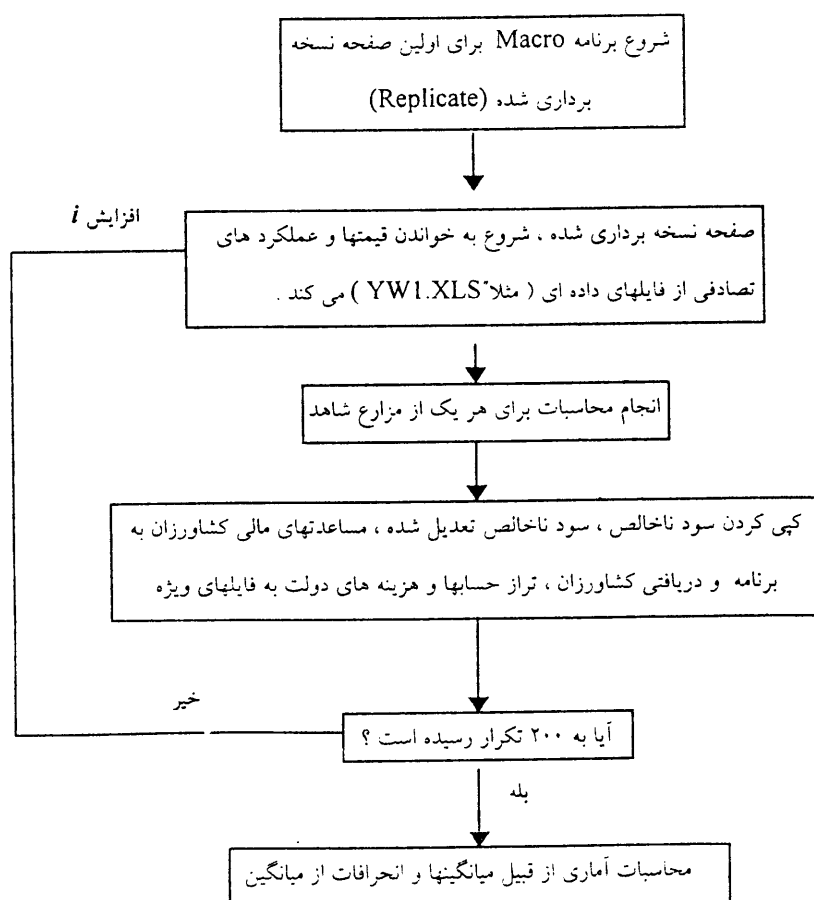 شروع برنامه Macro برای اولین صفحه نسخه
برداری شده (Replicate)
افزایش i
صفحه نسخه برداری شده ، شروع به خواندن قیمتها و عملکرد های
تصادفی از فایلهای داده ای ( مثلاً YW1.XLS ) می کند .
انجام محاسبات برای هر یک از مزارع شاهد
کپی کردن سود ناخالص ، سود ناخالص تعدیل شده ، مساعدتهای مالی کشاورزان به
برنامه و دریافتی کشاورزان ، تراز حسابها و هزینه های دولت به فایلهای ویژه
خیر
آیا به ۲۰۰ تکرار رسیده است ؟
بله
محاسبات آماری از قبیل میانگینها و انحرافات از میانگین